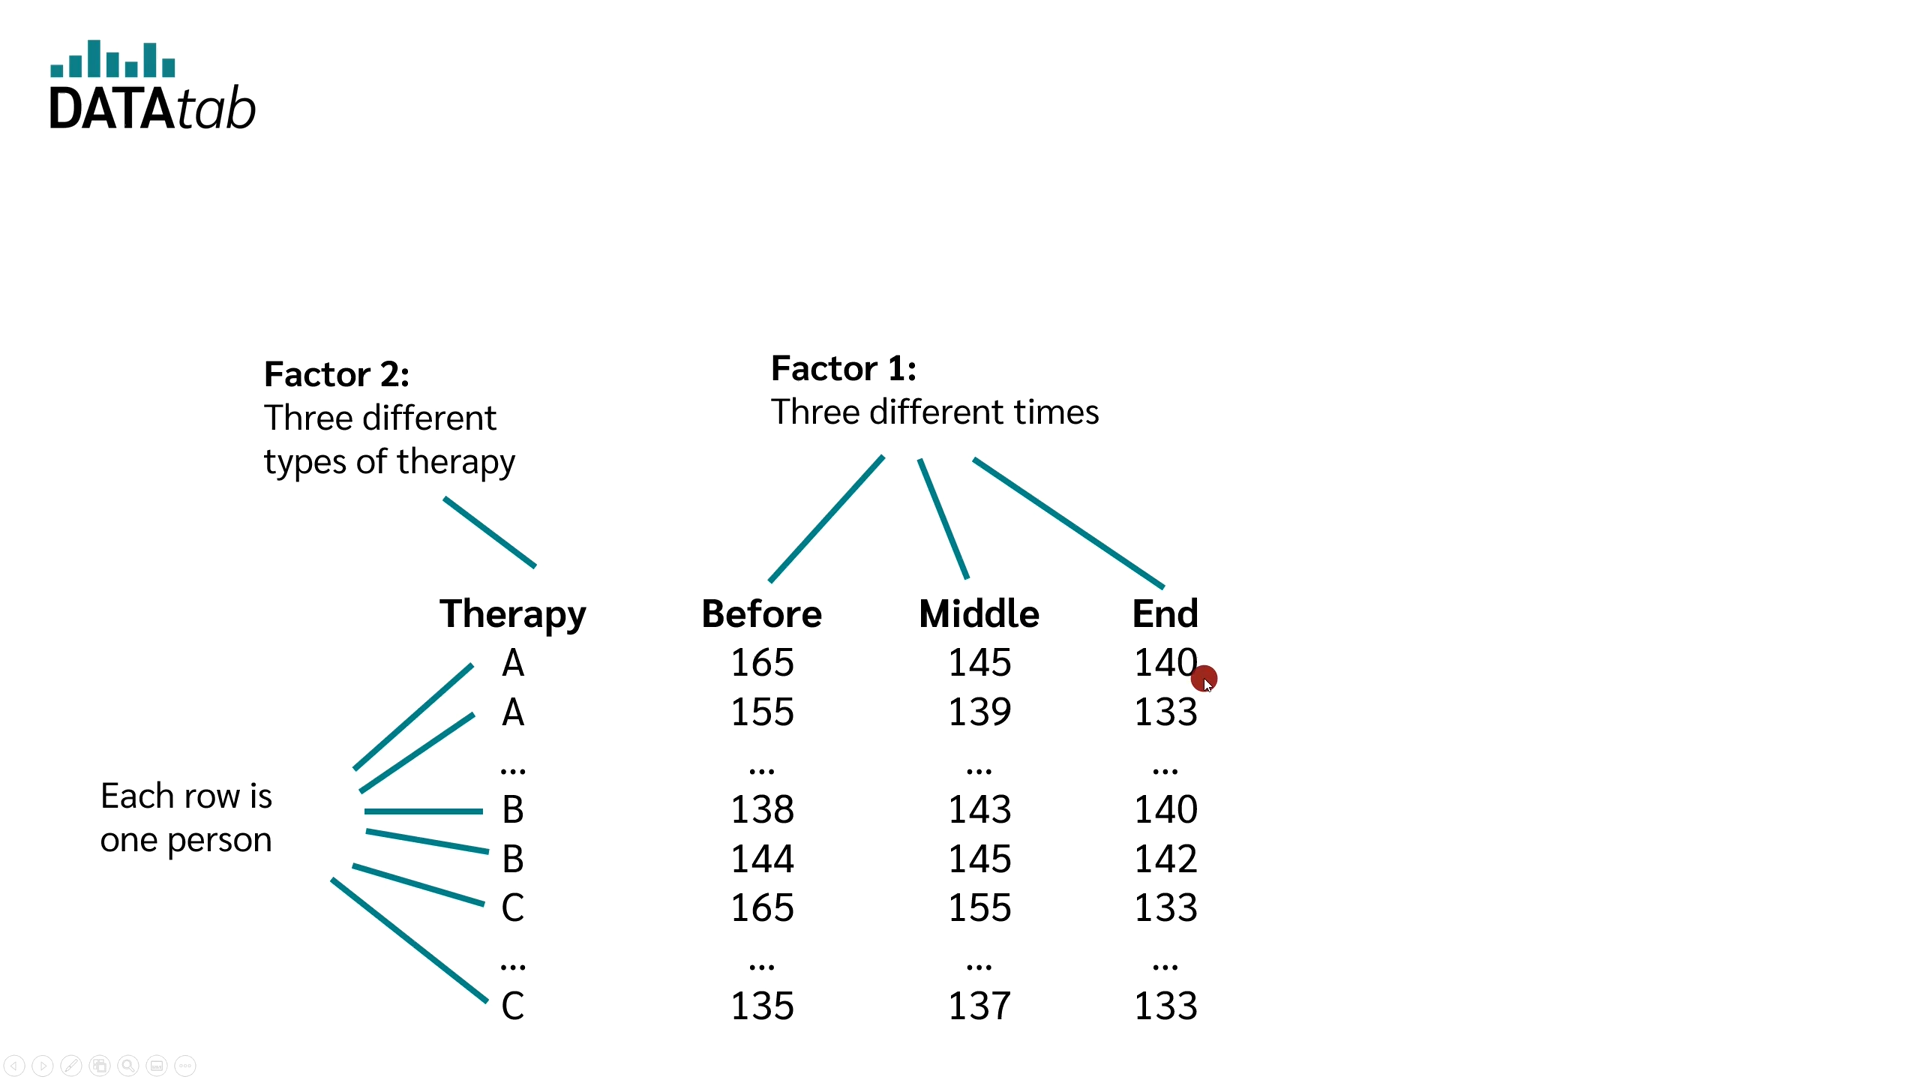 DATAtab
Factor 2:
Three different
types of therapy
Factor 1:
Three different times
Therapy Before Middle End
A 165 145 140
A 155 139 133
... ... ... ...
B 138 143 140
B 144 145 142
C 165 155 133
... ... ... ...
C 135 137 133
Each row is
one person